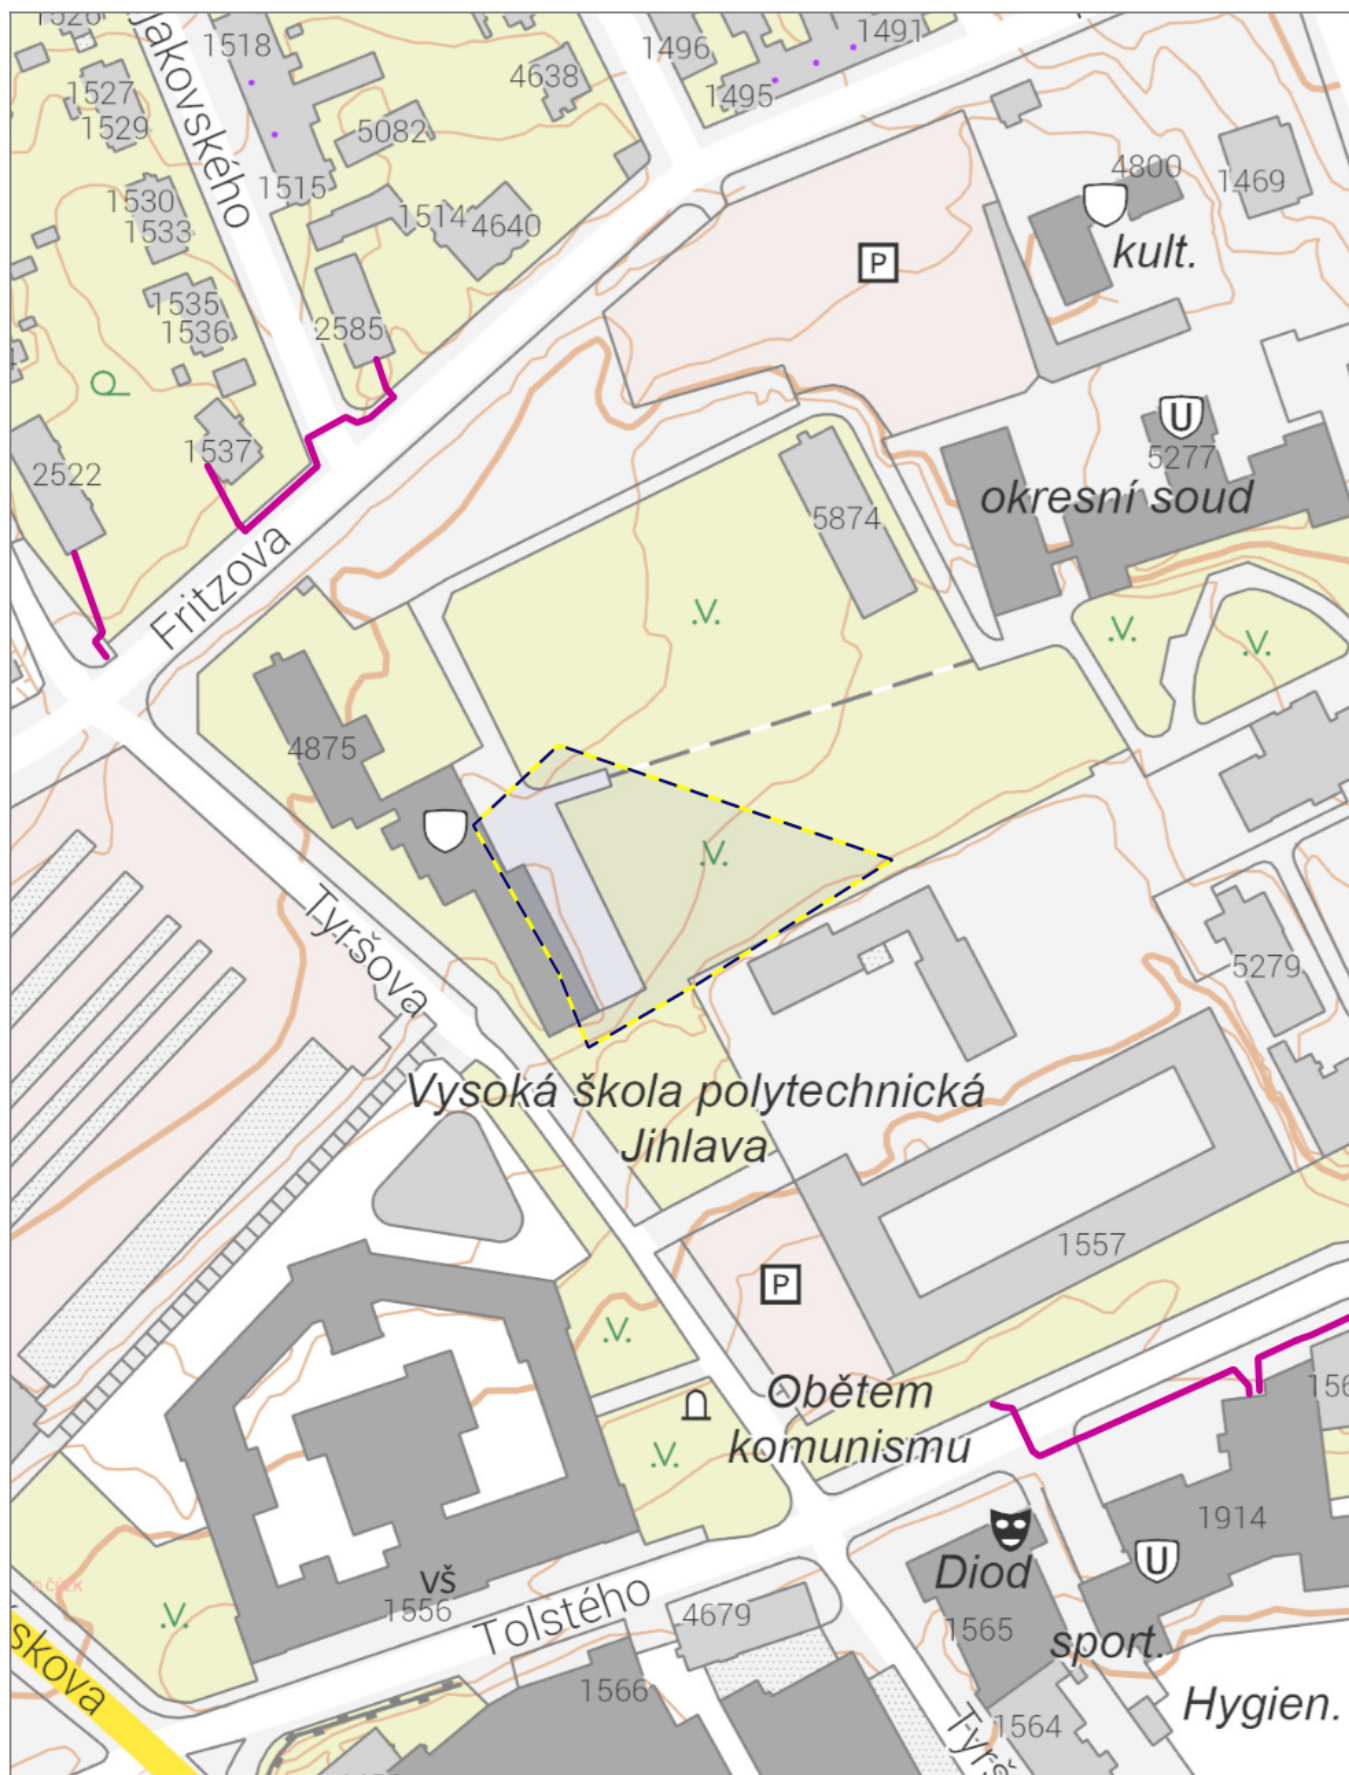 1518
1491
1496
4638
1527
1495
1529
5082
4800
1469
1515
1530
1514
4640
1533
kult.
P
1535
1536
2585
U
1537
5277
2522
okresní soud
5874
Fritzova
.V.
.V.
.V.
4875
.V.
Tyršova
5279
Vysoká škola polytechnická
Jihlava
1557
P
.V.
Obětem
komunismu
.V.
1914
U
Diod
© ČÚZK
VŠ
1556
Tolstého
4679
.V.
1565
sport.
1566
Hygien.
1564